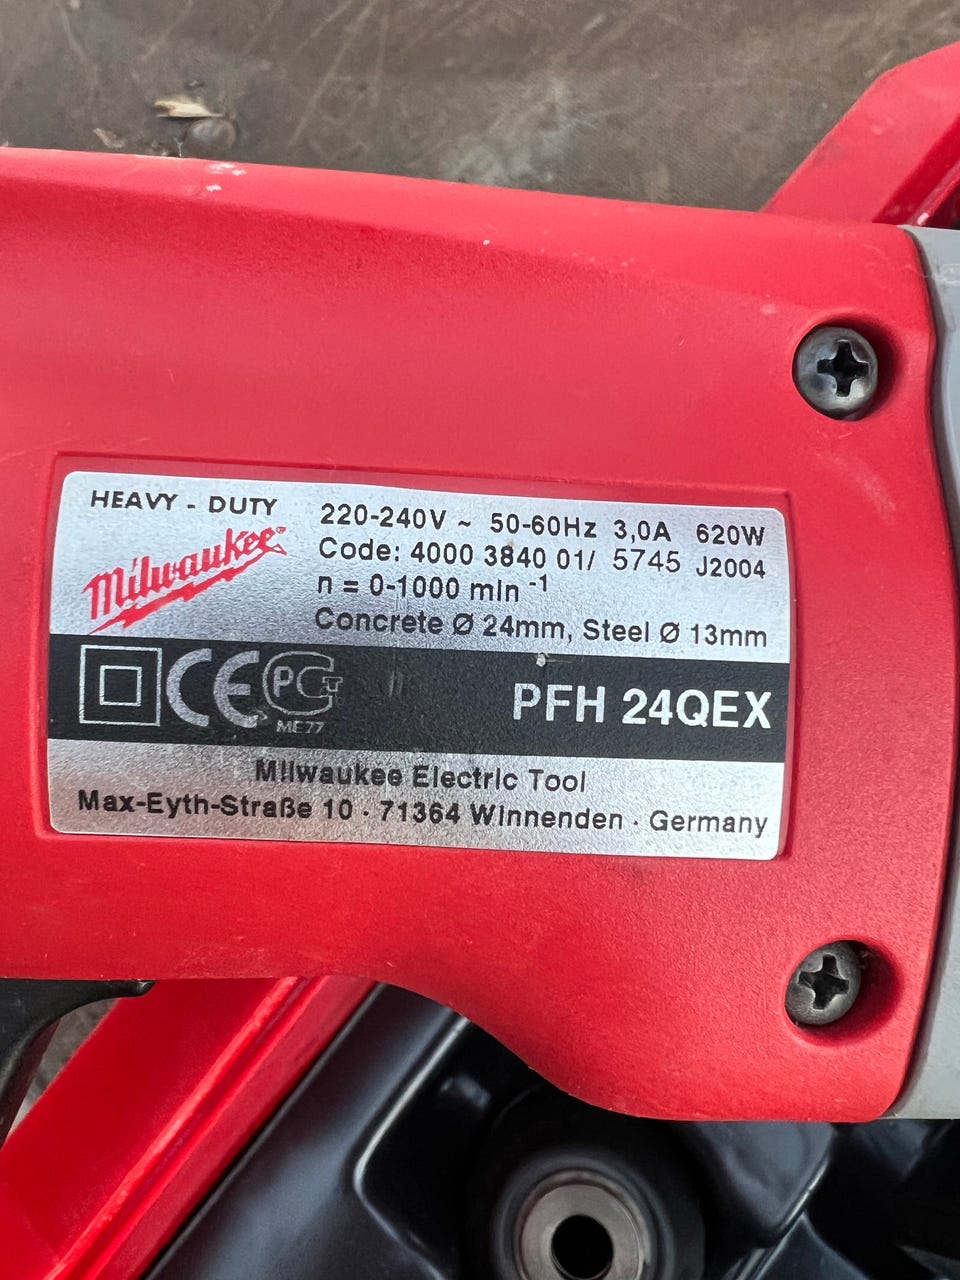 HEAVY - DUTY
Milwaukee
220-240V ~ 50-60Hz 3,0A 620W
Code: 4000 3840 01/ 5745 J2004
n = 0-1000 min -1
Concrete Ø 24mm, Steel Ø 13mm
CE PCT
ME77
PFH 24QEX
Milwaukee Electric Tool
Max-Eyth-Straße 10 · 71364 Winnenden · Germany